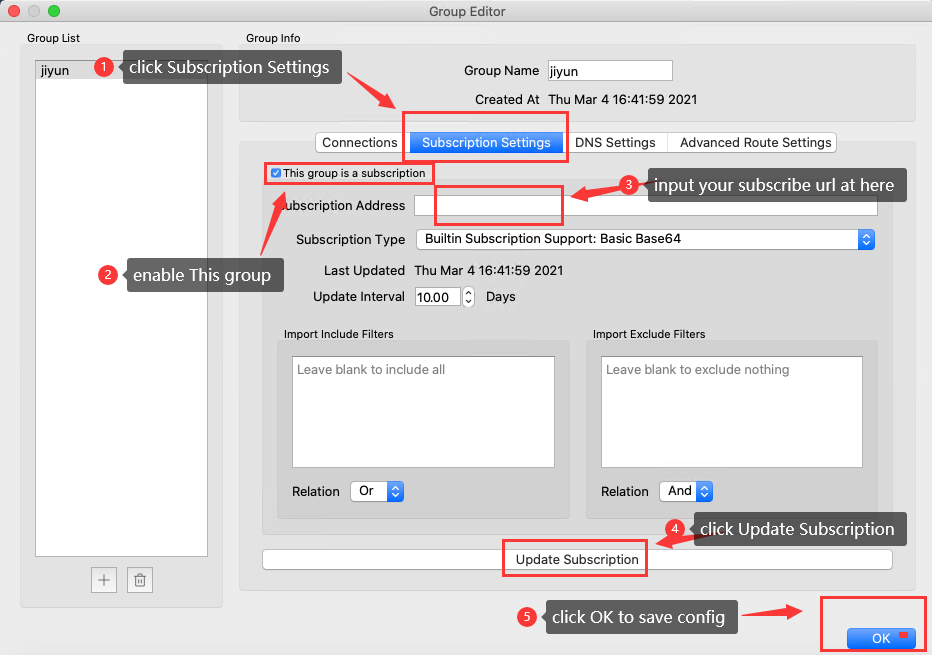 Group Editor
Group List
Group Info
jiyun
1 click Subscription Settings
Group Name jiyun
Created At Thu Mar 4 16:41:59 2021
Connections Subscription Settings DNS Settings Advanced Route Settings
This group is a subscription
3 input your subscribe url at here
ubscription Address
Subscription Type Builtin Subscription Support: Basic Base64
2 enable This group
Last Updated Thu Mar 4 16:41:59 2021
Update Interval 10.00 Days
Import Include Filters
Import Exclude Filters
Leave blank to include all
Leave blank to exclude nothing
Relation Or
Relation And
4 click Update Subscription
Update Subscription
5 click OK to save config
OK